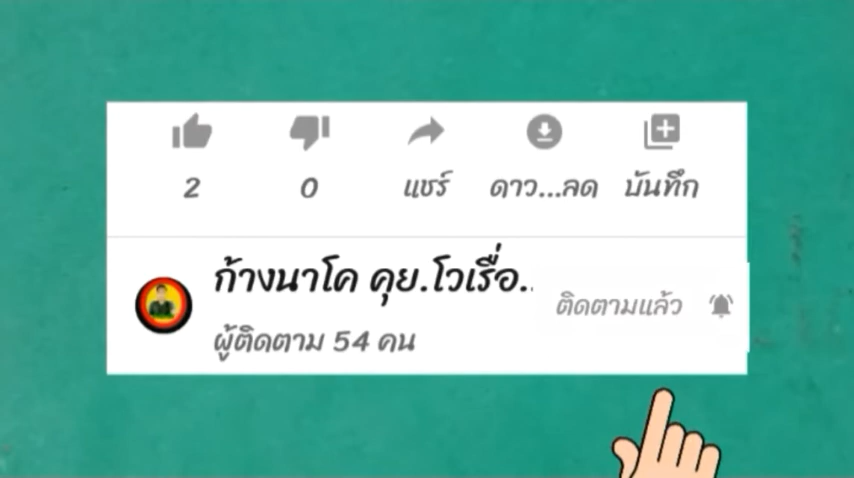 2 0 แชร์ ดาว...ลด บันทึก
ก้างนาโค คุย.โวเรื่อ..
ติดตามแล้ว
ผู้ติดตาม 54 คน